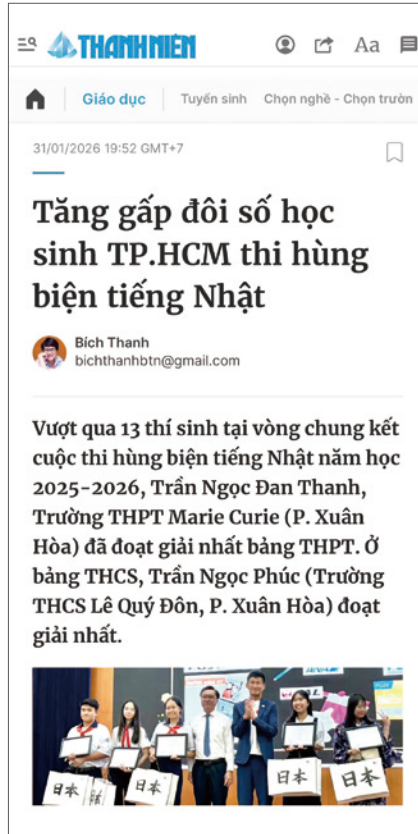 THANH NIÊN
Aa
Giáo dục
Tuyển sinh
Chọn nghề - Chọn trườn
31/01/2026 19:52 GMT+7
Tăng gấp đôi số học
sinh TP.HCM thi hùng
biện tiếng Nhật
Bích Thanh
bichthanhbtn@gmail.com
Vượt qua 13 thí sinh tại vòng chung kết
cuộc thi hùng biện tiếng Nhật năm học
2025-2026, Trần Ngọc Đan Thanh,
Trường THPT Marie Curie (P. Xuân
Hòa) đã đoạt giải nhất bảng THPT. Ở
bảng THCS, Trần Ngọc Phúc (Trường
THCS Lê Quý Đôn, P. Xuân Hòa) đoạt
giải nhất.
日本
日本
日本